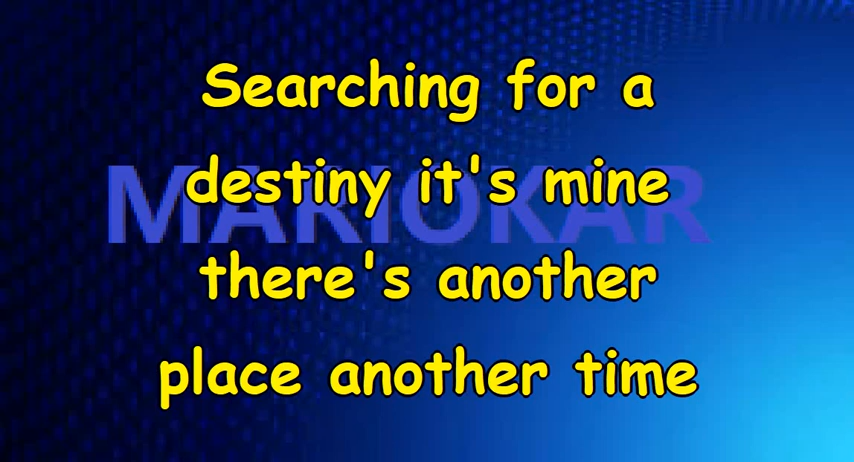 Searching for a
MARIOKAR
destiny it's mine
there's another
place another time